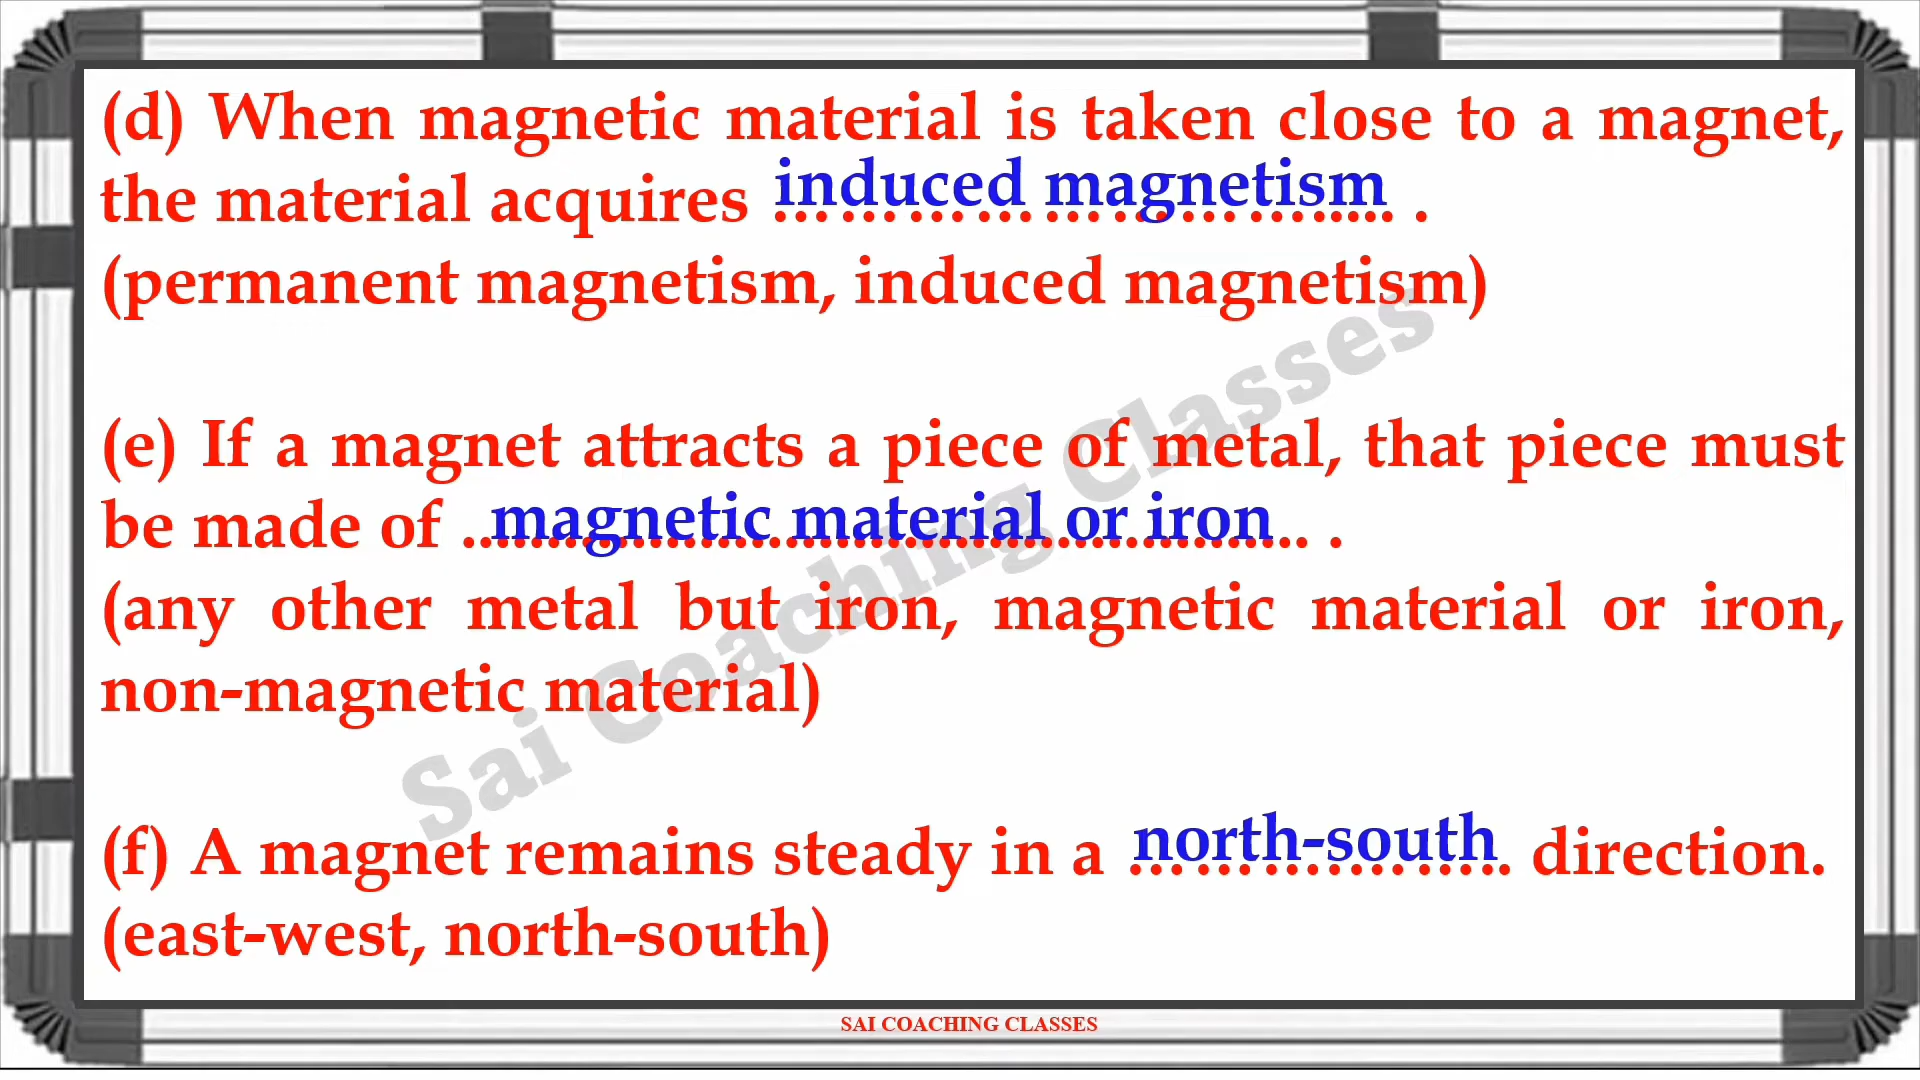 (d) When magnetic material is taken close to a magnet,
the material acquires induced magnetism .
(permanent magnetism, induced magnetism)
(e) If a magnet attracts a piece of metal, that piece must
be made of ..magnetic material or iron.. .
(any other metal but iron, magnetic material or iron,
non-magnetic material)
(f) A magnet remains steady in a north-south. direction.
(east-west, north-south)
Sai Coaching Classes
SAI COACHING CLASSES